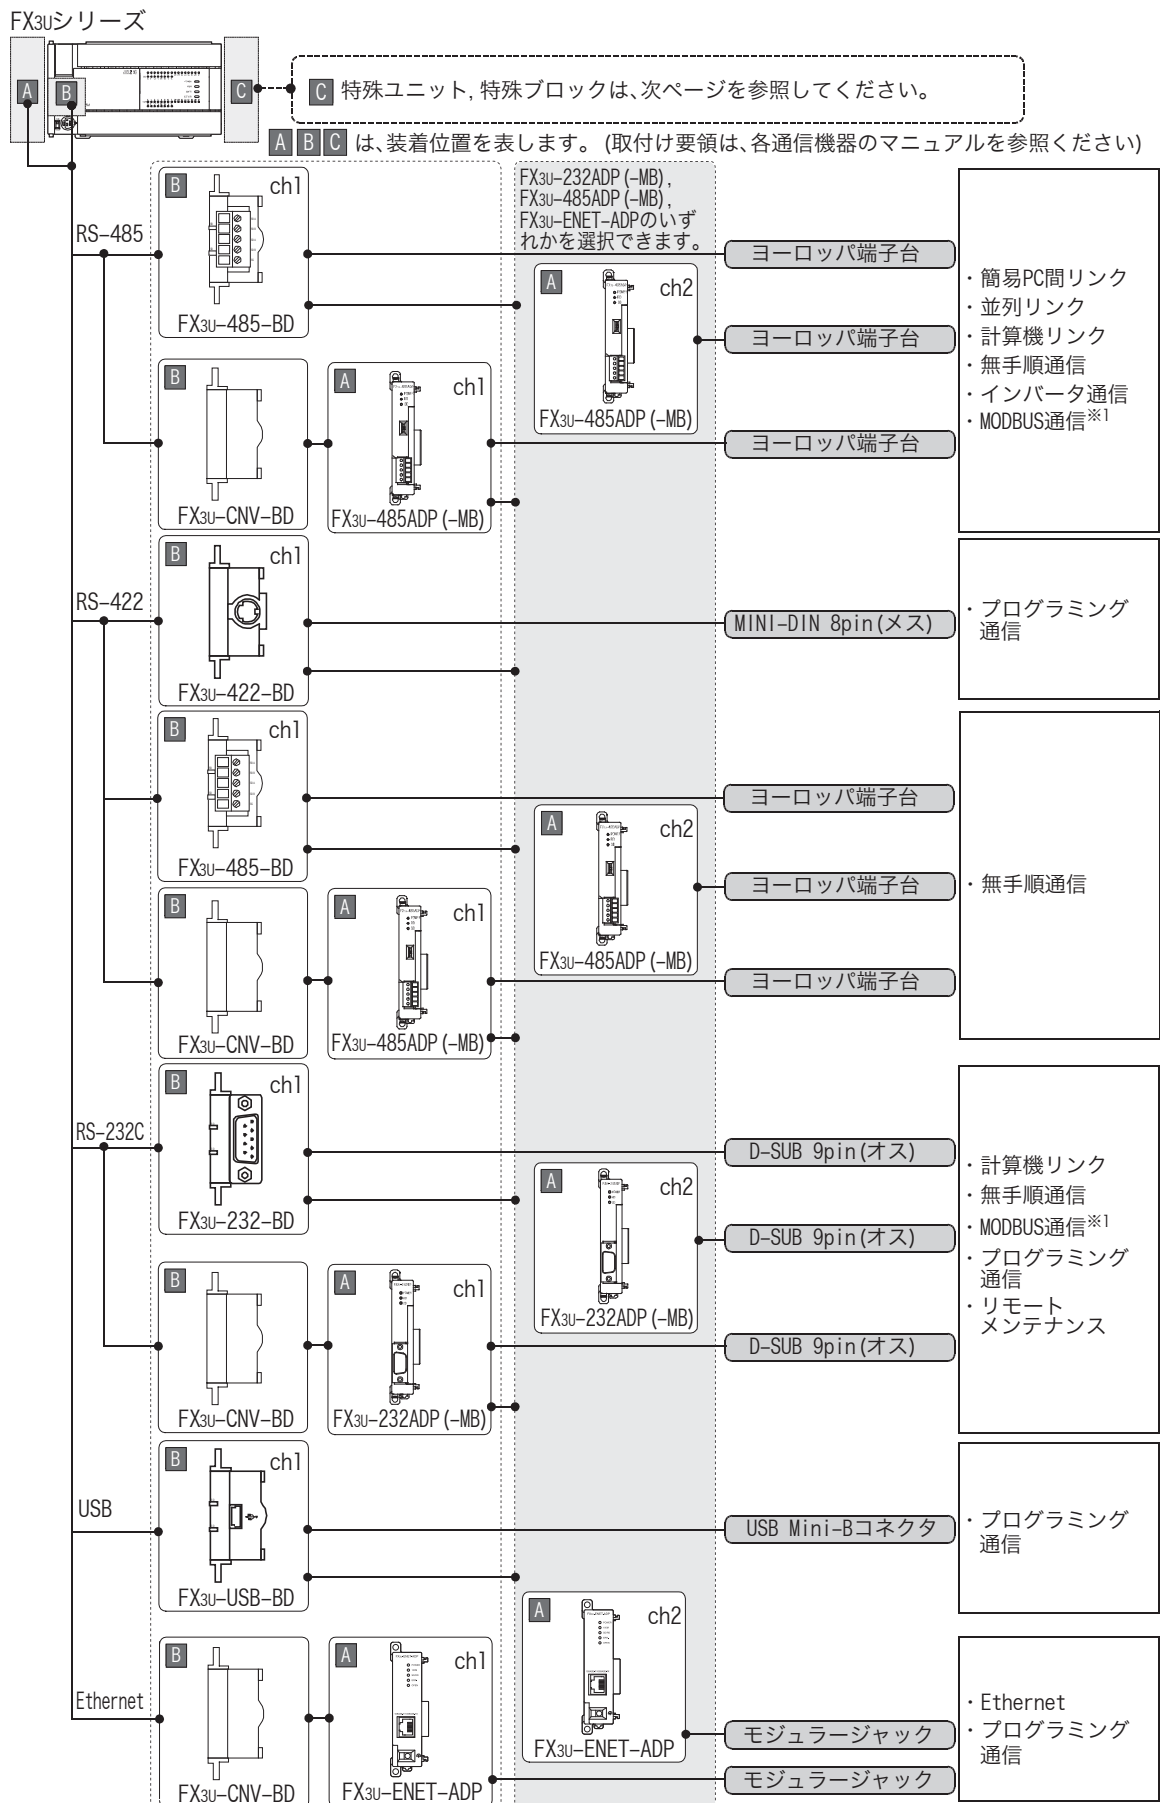 FX3Uシリーズ
A
B
C
C 特殊ユニット, 特殊ブロックは、次ページを参照してください。
A B C は、装着位置を表します。 (取付け要領は、各通信機器のマニュアルを参照ください)
FX3U-232ADP(-MB),
FX3U-485ADP(-MB),
FX3U-ENET-ADPのいず
れかを選択できます。
RS-485
B ch1
FX3U-485-BD
ヨーロッパ端子台
A ch2
FX3U-485ADP(-MB)
ヨーロッパ端子台
B
FX3U-CNV-BD
A ch1
FX3U-485ADP(-MB)
ヨーロッパ端子台
・簡易PC間リンク
・並列リンク
・計算機リンク
・無手順通信
・インバータ通信
・MODBUS通信※1
RS-422
B ch1
FX3U-422-BD
MINI-DIN 8pin(メス)
・プログラミング
通信
B ch1
FX3U-485-BD
ヨーロッパ端子台
A ch2
FX3U-485ADP(-MB)
ヨーロッパ端子台
B
FX3U-CNV-BD
A ch1
FX3U-485ADP(-MB)
ヨーロッパ端子台
・無手順通信
RS-232C
B ch1
FX3U-232-BD
D-SUB 9pin(オス)
A ch2
FX3U-232ADP(-MB)
D-SUB 9pin(オス)
B
FX3U-CNV-BD
A ch1
FX3U-232ADP(-MB)
D-SUB 9pin(オス)
・計算機リンク
・無手順通信
・MODBUS通信※1
・プログラミング
通信
・リモート
メンテナンス
USB
B ch1
FX3U-USB-BD
USB Mini-Bコネクタ
・プログラミング
通信
Ethernet
B
FX3U-CNV-BD
A ch1
FX3U-ENET-ADP
A ch2
FX3U-ENET-ADP
モジュラージャック
モジュラージャック
・Ethernet
・プログラミング
通信